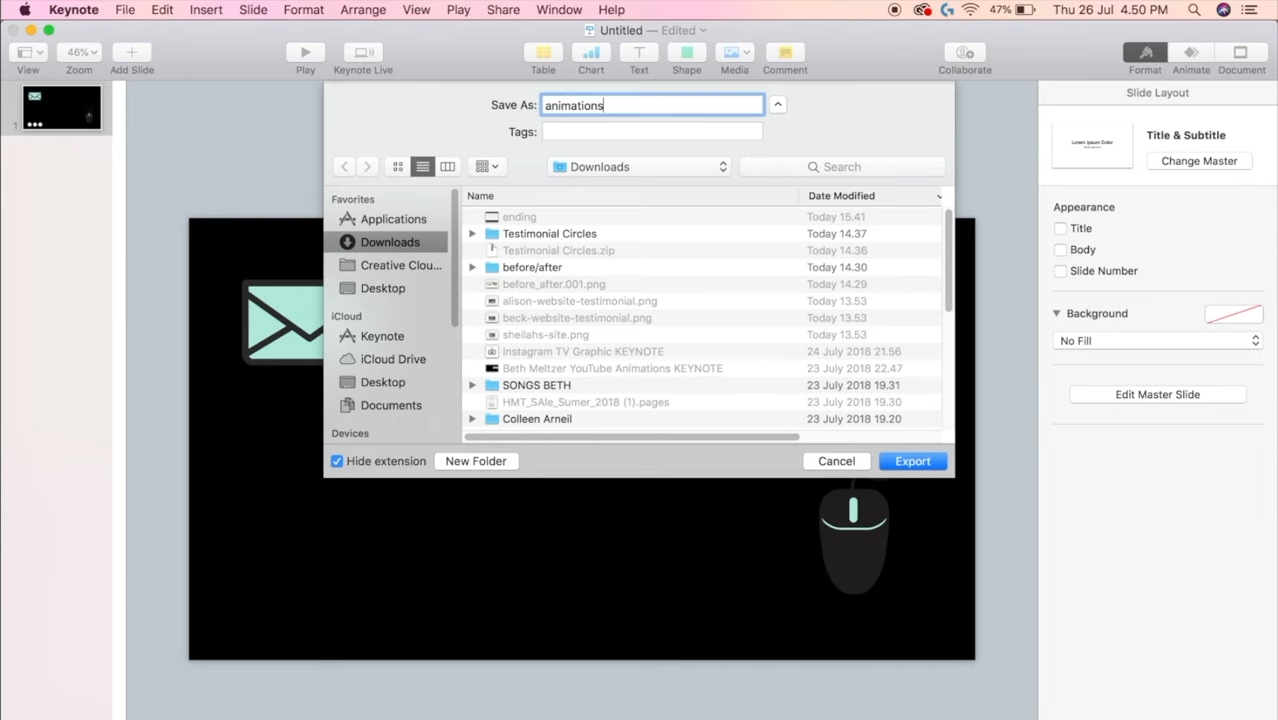 Keynote File Edit Insert Slide Format Arrange View Play Share Window Help 47% Thu 26 Jul 4.50 PM
Untitled — Edited
46%
View Zoom Add Slide Play Keynote Live Table Chart Text Shape Media Comment Collaborate Format Animate Document
Slide Layout
1
Save As: animations
Tags:
Downloads
Search
Favorites
Applications
Downloads
Creative Clou...
Desktop
iCloud
Keynote
iCloud Drive
Desktop
Documents
Devices
Name Date Modified
ending Today 15.41
Testimonial Circles Today 14.37
Testimonial Circles.zip Today 14.36
before/after Today 14.30
before_after.001.png Today 14.29
alison-website-testimonial.png Today 13.53
beck-website-testimonial.png Today 13.53
sheilahs-site.png Today 13.53
Instagram TV Graphic KEYNOTE 24 July 2018 21.56
Beth Meltzer YouTube Animations KEYNOTE 23 July 2018 22.47
SONGS BETH 23 July 2018 19.31
HMT_SAle_Sumer_2018 (1).pages 23 July 2018 19.30
Colleen Arneil 23 July 2018 19.20
Hide extension New Folder Cancel Export
Lorem Ipsum Dolor
Title & Subtitle
Change Master
Appearance
Title
Body
Slide Number
Background
No Fill
Edit Master Slide